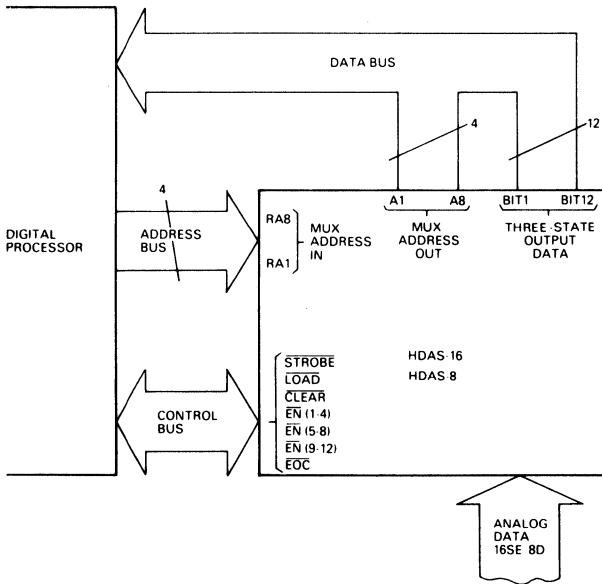 DATA BUS
4
12
A1 A8 BIT1 BIT12
MUX
ADDRESS
OUT
THREE-STATE
OUTPUT
DATA
DIGITAL
PROCESSOR
4
ADDRESS
BUS
RA8
RA1
MUX
ADDRESS
IN
CONTROL
BUS
STROBE
LOAD
CLEAR
EN (1-4)
EN (5-8)
EN (9-12)
EOC
HDAS-16
HDAS-8
ANALOG
DATA
16SE 8D